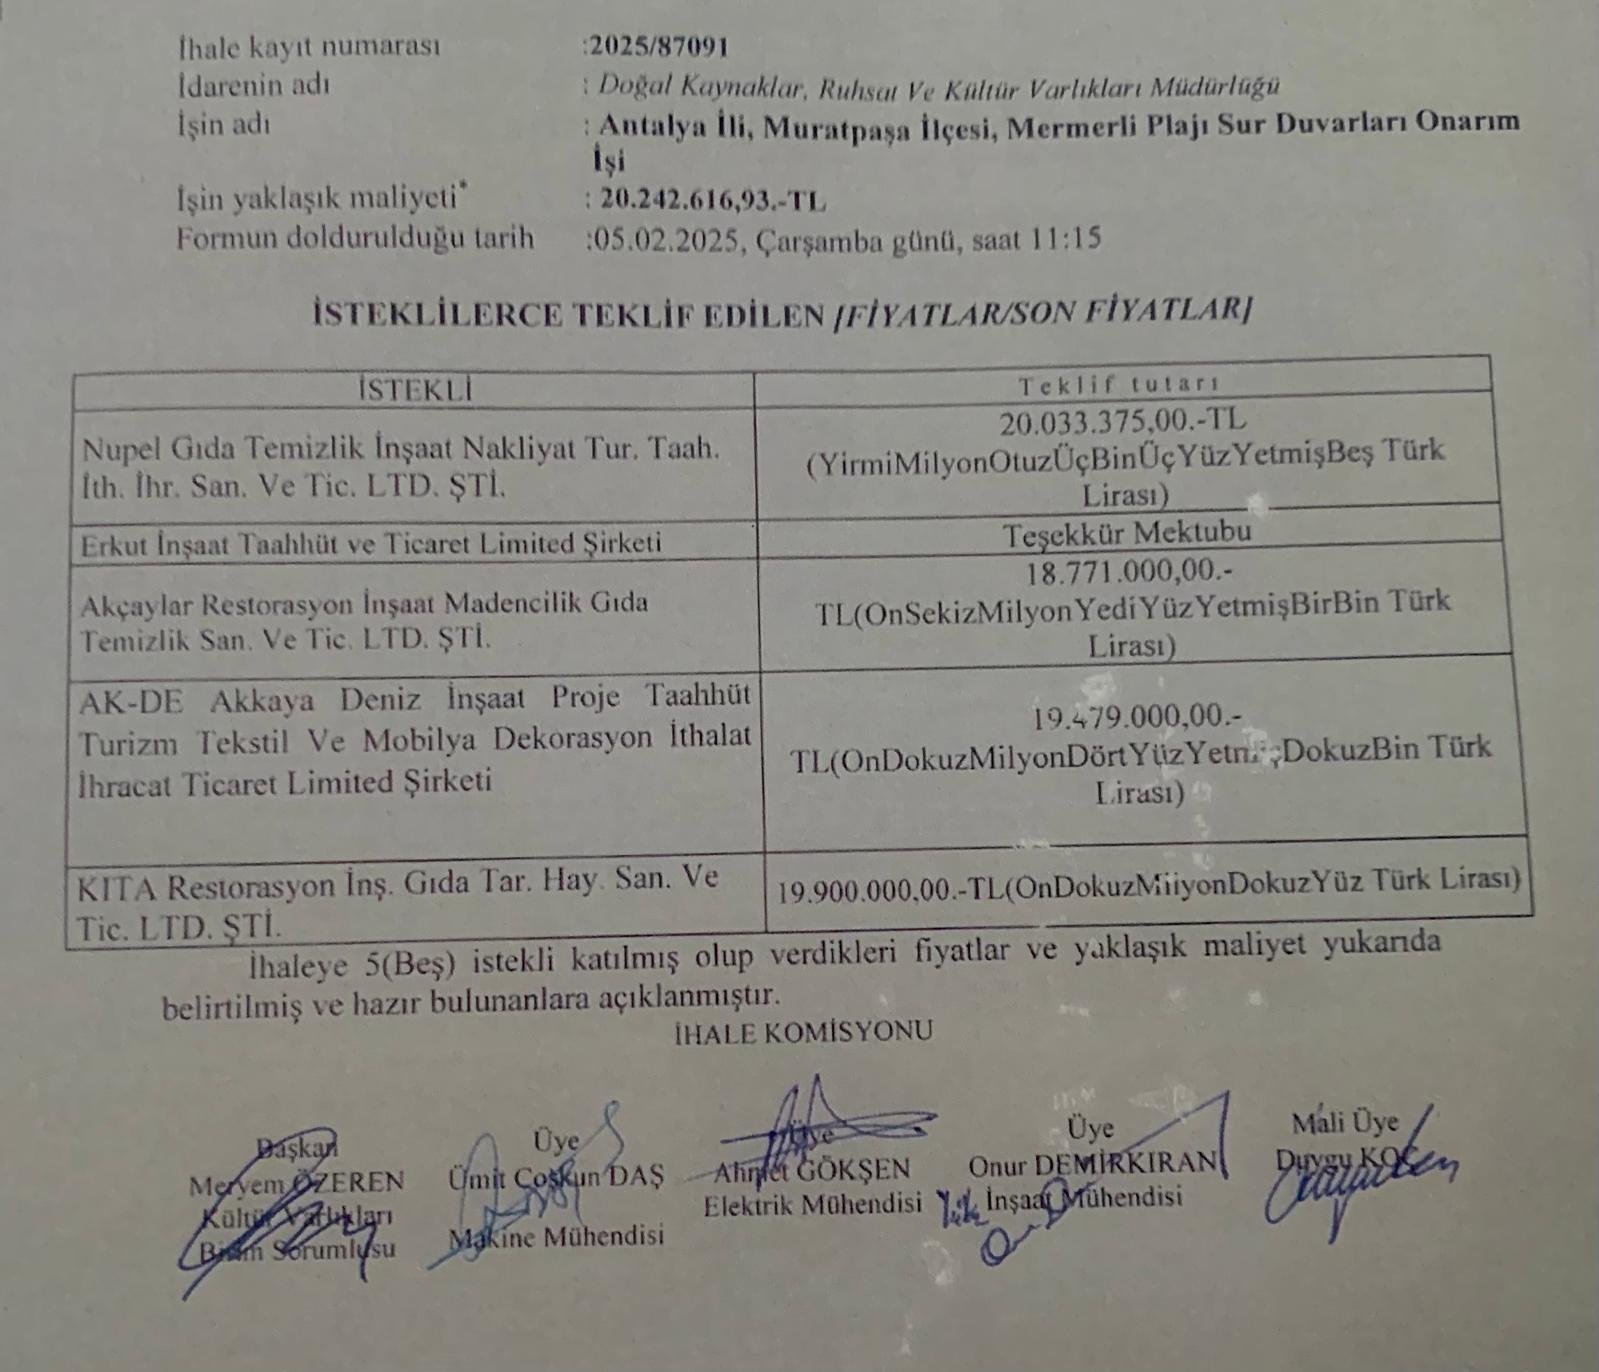 İhale kayıt numarası :2025/87091
İdarenin adı : Doğal Kaynaklar, Ruhsat Ve Kültür Varlıkları Müdürlüğü
İşin adı : Antalya İli, Muratpaşa İlçesi, Mermerli Plajı Sur Duvarları Onarım
İşi
İşin yaklaşık maliyeti* : 20.242.616,93.-TL
Formun doldurulduğu tarih :05.02.2025, Çarşamba günü, saat 11:15
İSTEKLİLERCE TEKLİF EDİLEN [FİYATLAR/SON FİYATLAR]
İSTEKLİ
Teklif tutarı
Nupel Gıda Temizlik İnşaat Nakliyat Tur. Taah.
İth. İhr. San. Ve Tic. LTD. ŞTİ.
20.033.375,00.-TL
(YirmiMilyonOtuzÜçBinÜçYüzYetmişBeş Türk
Lirası)
Erkut İnşaat Taahhüt ve Ticaret Limited Şirketi
Teşekkür Mektubu
Akçaylar Restorasyon İnşaat Madencilik Gıda
Temizlik San. Ve Tic. LTD. ŞTİ.
18.771.000,00.-
TL(OnSekizMilyonYediYüzYetmişBirBin Türk
Lirası)
AK-DE Akkaya Deniz İnşaat Proje Taahhüt
Turizm Tekstil Ve Mobilya Dekorasyon İthalat
İhracat Ticaret Limited Şirketi
19.479.000,00.-
TL(OnDokuzMilyonDörtYüzYetmişDokuzBin Türk
Lirası)
KITA Restorasyon İnş. Gıda Tar. Hay. San. Ve
Tic. LTD. ŞTİ.
19.900.000,00.-TL(OnDokuzMilyonDokuzYüz Türk Lirası)
İhaleye 5(Beş) istekli katılmış olup verdikleri fiyatlar ve yaklaşık maliyet yukarıda
belirtilmiş ve hazır bulunanlara açıklanmıştır.
İHALE KOMİSYONU
Başkan
Meryem ÖZEREN
Kültür Varlıkları
Birim Sorumlusu
Üye
Ümit Coşkun DAŞ
Makine Mühendisi
Üye
Ahmet GÖKŞEN
Elektrik Mühendisi
Üye
Onur DEMİRKIRAN
İnşaat Mühendisi
Mali Üye
Duygu